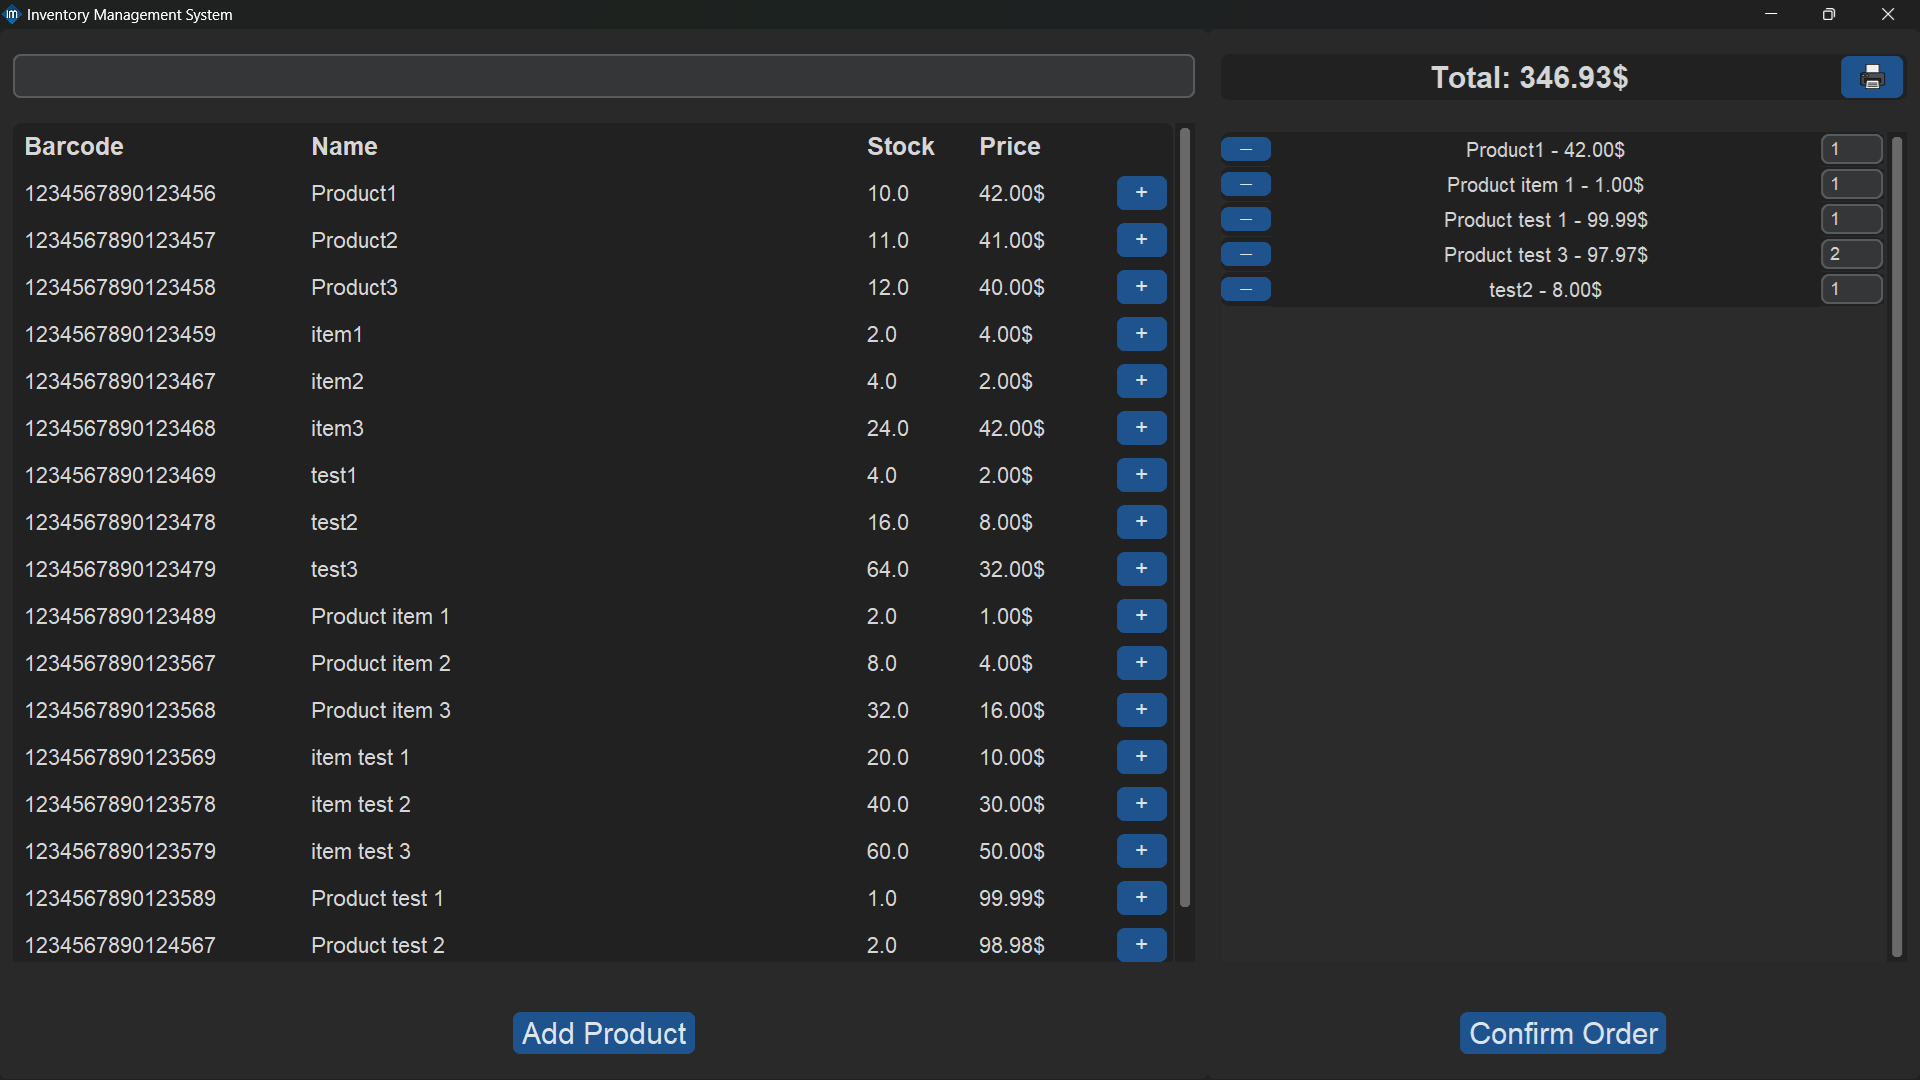 Inventory Management System
Total: 346.93$
Barcode Name Stock Price
1234567890123456 Product1 10.0 42.00$ +
1234567890123457 Product2 11.0 41.00$ +
1234567890123458 Product3 12.0 40.00$ +
1234567890123459 item1 2.0 4.00$ +
1234567890123467 item2 4.0 2.00$ +
1234567890123468 item3 24.0 42.00$ +
1234567890123469 test1 4.0 2.00$ +
1234567890123478 test2 16.0 8.00$ +
1234567890123479 test3 64.0 32.00$ +
1234567890123489 Product item 1 2.0 1.00$ +
1234567890123567 Product item 2 8.0 4.00$ +
1234567890123568 Product item 3 32.0 16.00$ +
1234567890123569 item test 1 20.0 10.00$ +
1234567890123578 item test 2 40.0 30.00$ +
1234567890123579 item test 3 60.0 50.00$ +
1234567890123589 Product test 1 1.0 99.99$ +
1234567890124567 Product test 2 2.0 98.98$ +
Add Product
— Product1 - 42.00$ 1
— Product item 1 - 1.00$ 1
— Product test 1 - 99.99$ 1
— Product test 3 - 97.97$ 2
— test2 - 8.00$ 1
Confirm Order